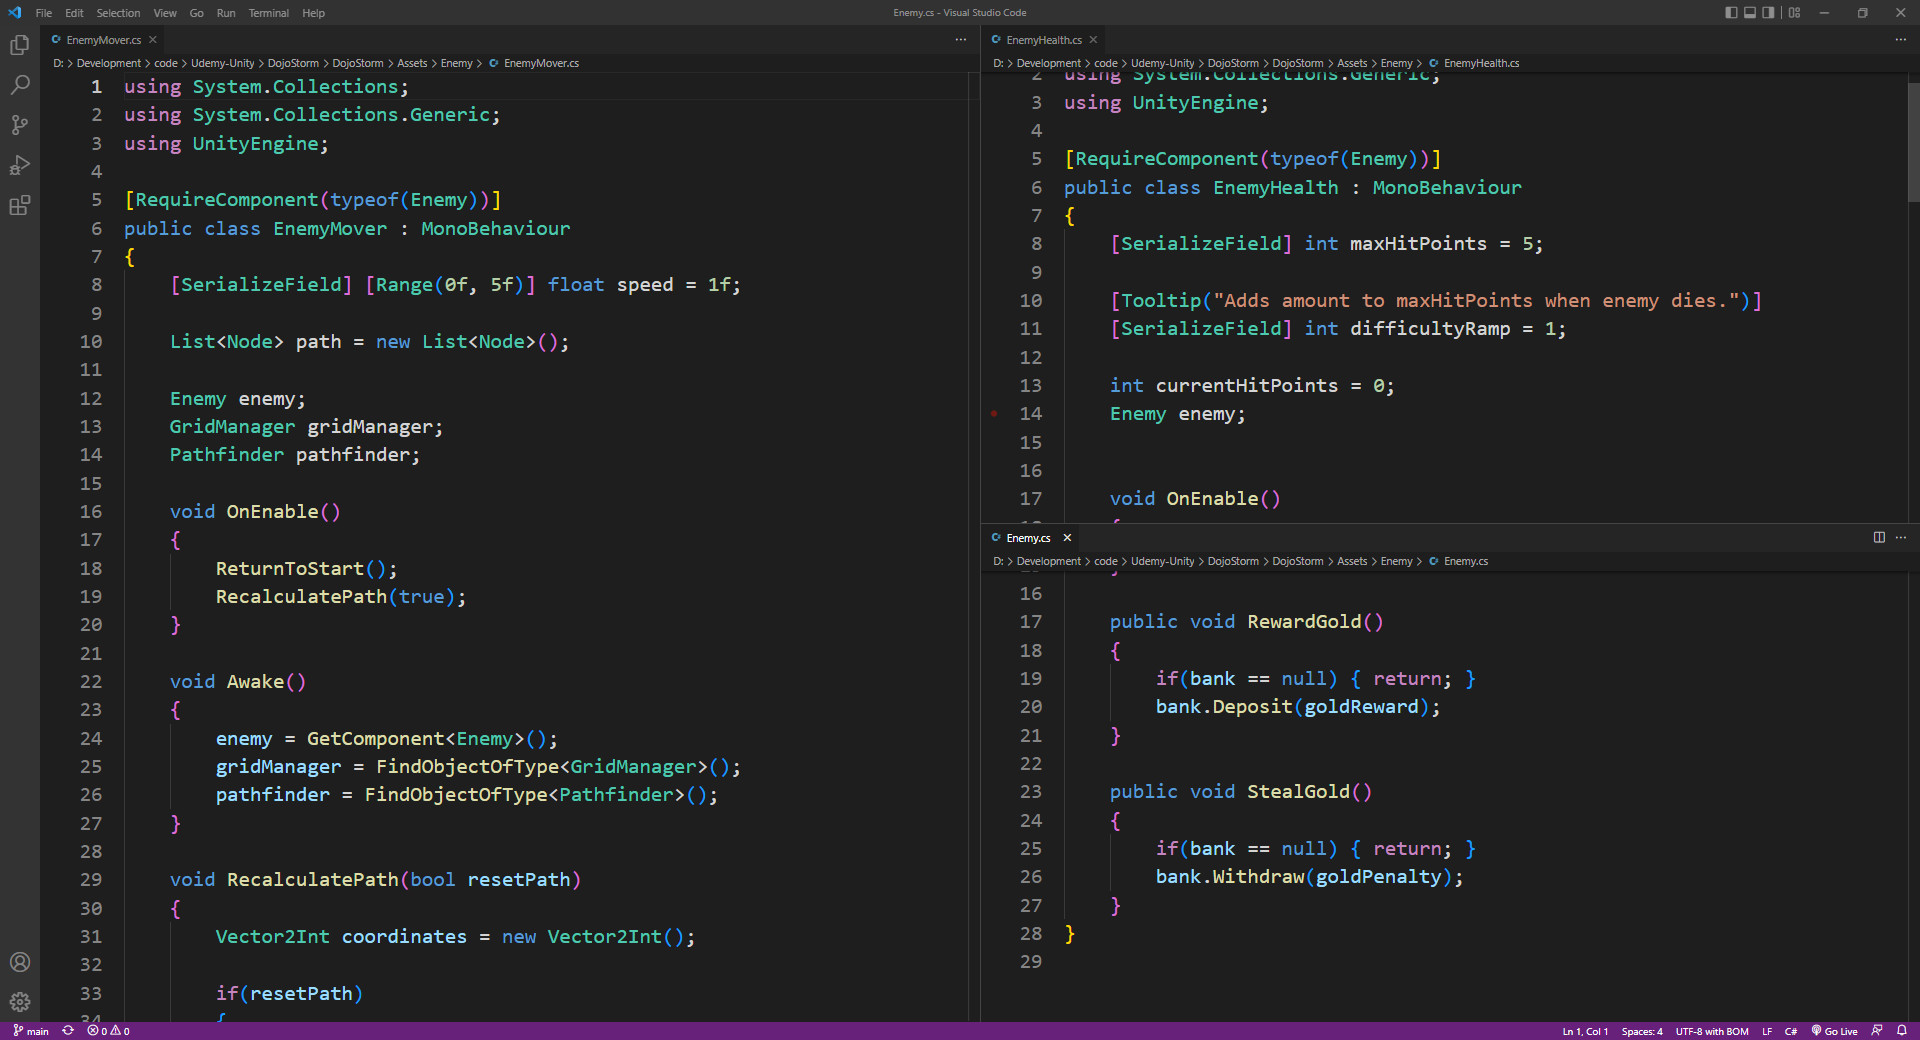 File Edit Selection View Go Run Terminal Help
Enemy.cs - Visual Studio Code
EnemyMover.cs
D: > Development > code > Udemy-Unity > DojoStorm > DojoStorm > Assets > Enemy > EnemyMover.cs
1 using System.Collections;
2 using System.Collections.Generic;
3 using UnityEngine;
4
5 [RequireComponent(typeof(Enemy))]
6 public class EnemyMover : MonoBehaviour
7 {
8 [SerializeField] [Range(0f, 5f)] float speed = 1f;
9
10 List<Node> path = new List<Node>();
11
12 Enemy enemy;
13 GridManager gridManager;
14 Pathfinder pathfinder;
15
16 void OnEnable()
17 {
18 ReturnToStart();
19 RecalculatePath(true);
20 }
21
22 void Awake()
23 {
24 enemy = GetComponent<Enemy>();
25 gridManager = FindObjectOfType<GridManager>();
26 pathfinder = FindObjectOfType<Pathfinder>();
27 }
28
29 void RecalculatePath(bool resetPath)
30 {
31 Vector2Int coordinates = new Vector2Int();
32
33 if(resetPath)
34 {
EnemyHealth.cs
D: > Development > code > Udemy-Unity > DojoStorm > DojoStorm > Assets > Enemy > EnemyHealth.cs
2 using System.Collections.Generic;
3 using UnityEngine;
4
5 [RequireComponent(typeof(Enemy))]
6 public class EnemyHealth : MonoBehaviour
7 {
8 [SerializeField] int maxHitPoints = 5;
9
10 [Tooltip("Adds amount to maxHitPoints when enemy dies.")]
11 [SerializeField] int difficultyRamp = 1;
12
13 int currentHitPoints = 0;
14 Enemy enemy;
15
16
17 void OnEnable()
Enemy.cs
D: > Development > code > Udemy-Unity > DojoStorm > DojoStorm > Assets > Enemy > Enemy.cs
16
17 public void RewardGold()
18 {
19 if(bank == null) { return; }
20 bank.Deposit(goldReward);
21 }
22
23 public void StealGold()
24 {
25 if(bank == null) { return; }
26 bank.Withdraw(goldPenalty);
27 }
28 }
29
main 0 0
Ln 1, Col 1 Spaces: 4 UTF-8 with BOM LF C# Go Live